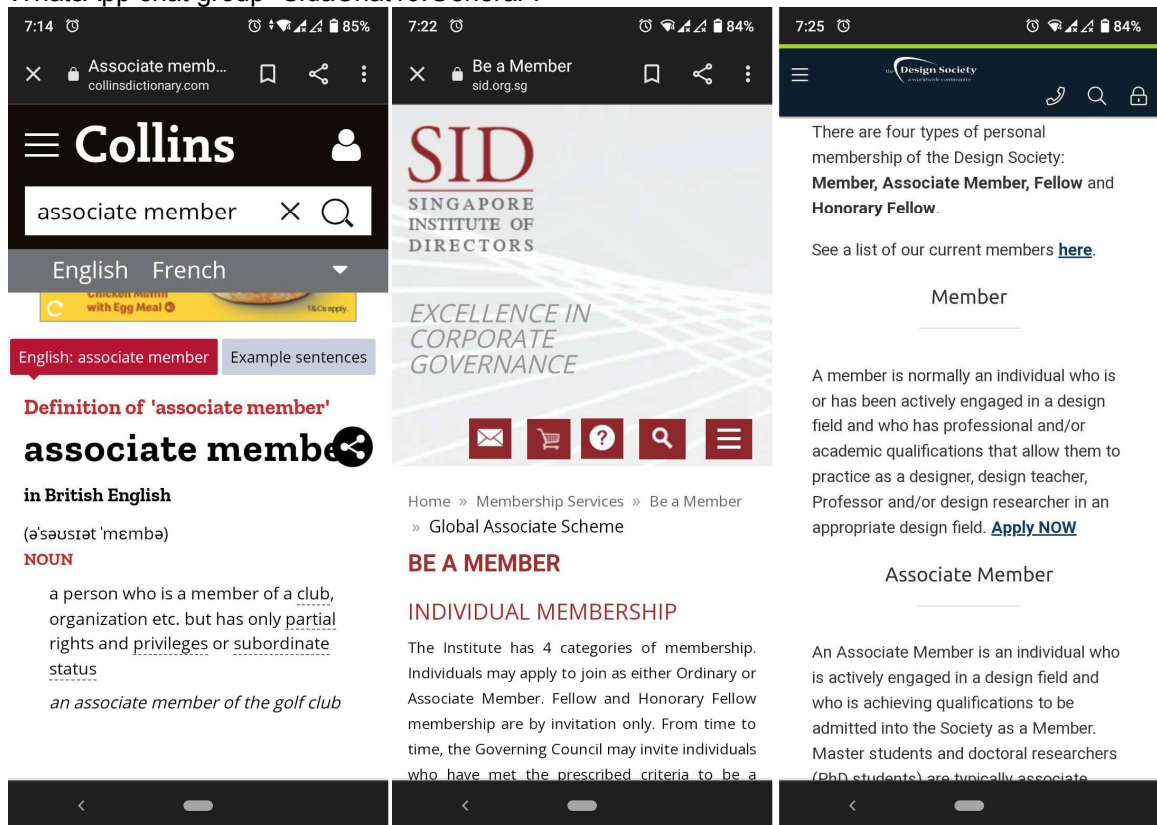 7:14
85%
Associate memb...
collinsdictionary.com
Collins
associate member
English French
with Egg Meal
T&Cs apply.
English: associate member
Example sentences
Definition of 'associate member'
associate membe
in British English
(əˈsəʊsɪət ˈmɛmbə)
NOUN
a person who is a member of a club,
organization etc. but has only partial
rights and privileges or subordinate
status
an associate member of the golf club
7:22
84%
Be a Member
sid.org.sg
SID
SINGAPORE
INSTITUTE OF
DIRECTORS
EXCELLENCE IN
CORPORATE
GOVERNANCE
Home » Membership Services » Be a Member
» Global Associate Scheme
BE A MEMBER
INDIVIDUAL MEMBERSHIP
The Institute has 4 categories of membership.
Individuals may apply to join as either Ordinary or
Associate Member. Fellow and Honorary Fellow
membership are by invitation only. From time to
time, the Governing Council may invite individuals
who have met the prescribed criteria to be a
7:25
84%
the Design Society
a worldwide community
There are four types of personal
membership of the Design Society:
Member, Associate Member, Fellow and
Honorary Fellow.
See a list of our current members here.
Member
A member is normally an individual who is
or has been actively engaged in a design
field and who has professional and/or
academic qualifications that allow them to
practice as a designer, design teacher,
Professor and/or design researcher in an
appropriate design field. Apply NOW
Associate Member
An Associate Member is an individual who
is actively engaged in a design field and
who is achieving qualifications to be
admitted into the Society as a Member.
Master students and doctoral researchers
(PhD students) are typically associate